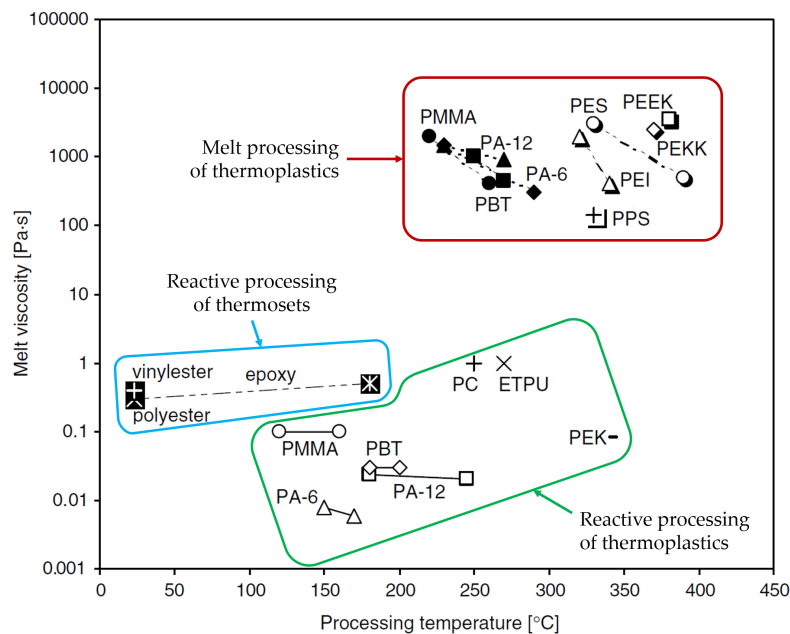 100000
10000
1000
100
10
1
0.1
0.01
0.001
Melt viscosity [Pa·s]
0
50
100
150
200
250
300
350
400
450
Processing temperature [°C]
Melt processing
of thermoplastics
PMMA
PA-12
PBT
PA-6
PES
PEEK
PEKK
PEI
PPS
Reactive processing
of thermosets
vinylester
epoxy
polyester
PC
ETPU
PEK
PMMA
PBT
PA-12
PA-6
Reactive processing
of thermoplastics